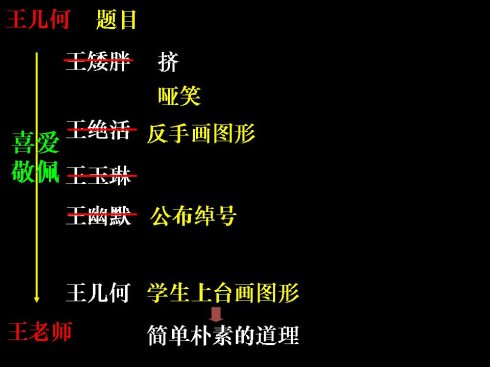 王几何 题目
王矮胖 挤
哑笑
王绝活 反手画图形
喜爱
敬佩 王玉琳
王幽默 公布绰号
王几何 学生上台画图形
王老师 简单朴素的道理